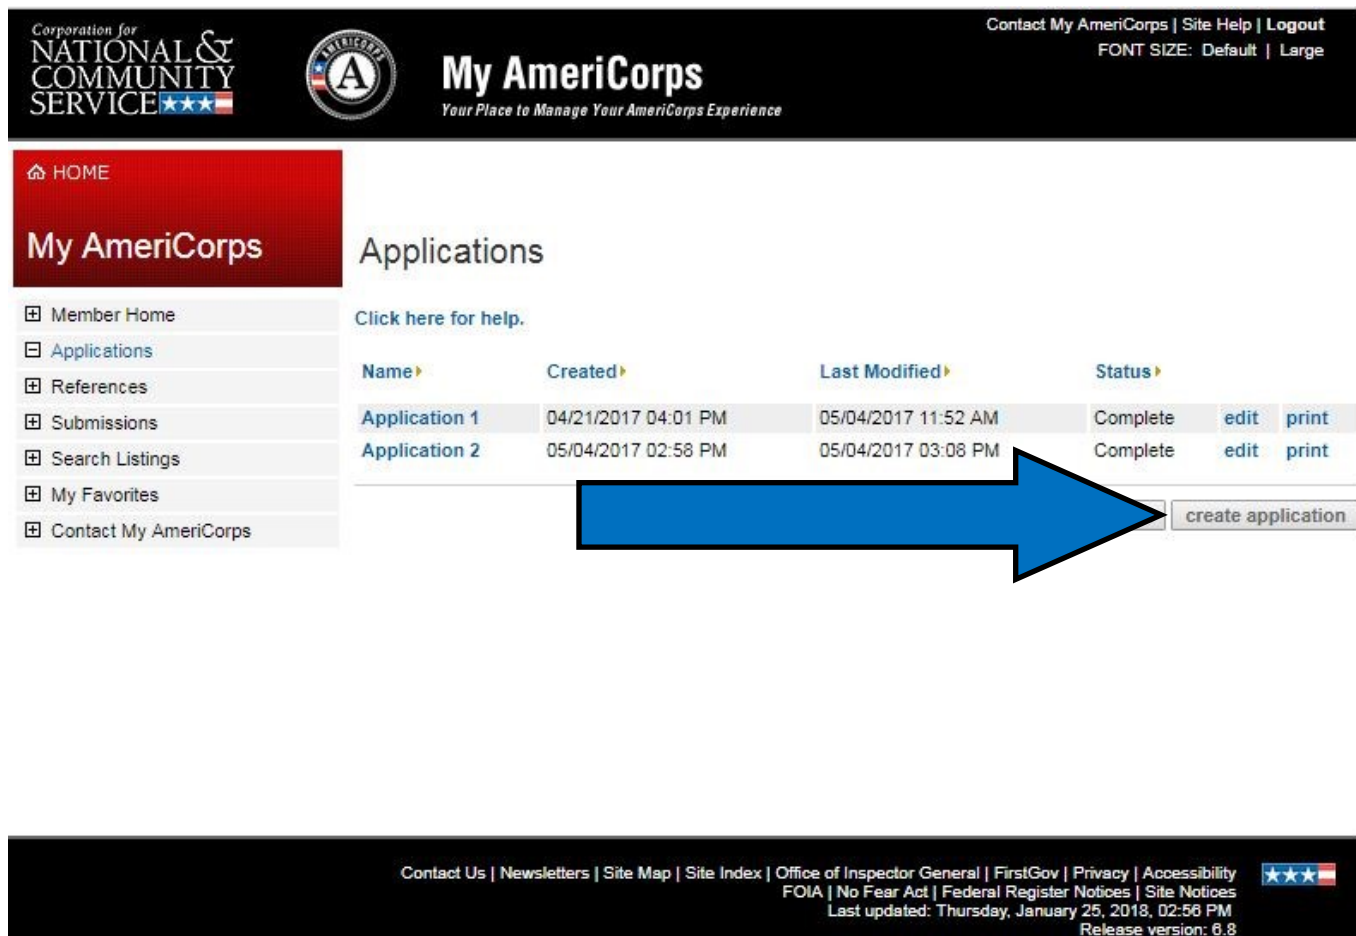 Corporation for
NATIONAL &
COMMUNITY
SERVICE
AMERICORPS
A
My AmeriCorps
Your Place to Manage Your AmeriCorps Experience
Contact My AmeriCorps | Site Help | Logout
FONT SIZE: Default | Large
HOME
My AmeriCorps
Member Home
Applications
References
Submissions
Search Listings
My Favorites
Contact My AmeriCorps
Applications
Click here for help.
Name Created Last Modified Status
Application 1 04/21/2017 04:01 PM 05/04/2017 11:52 AM Complete edit print
Application 2 05/04/2017 02:58 PM 05/04/2017 03:08 PM Complete edit print
create application
Contact Us | Newsletters | Site Map | Site Index | Office of Inspector General | FirstGov | Privacy | Accessibility
FOIA | No Fear Act | Federal Register Notices | Site Notices
Last updated: Thursday, January 25, 2018, 02:56 PM
Release version: 6.8